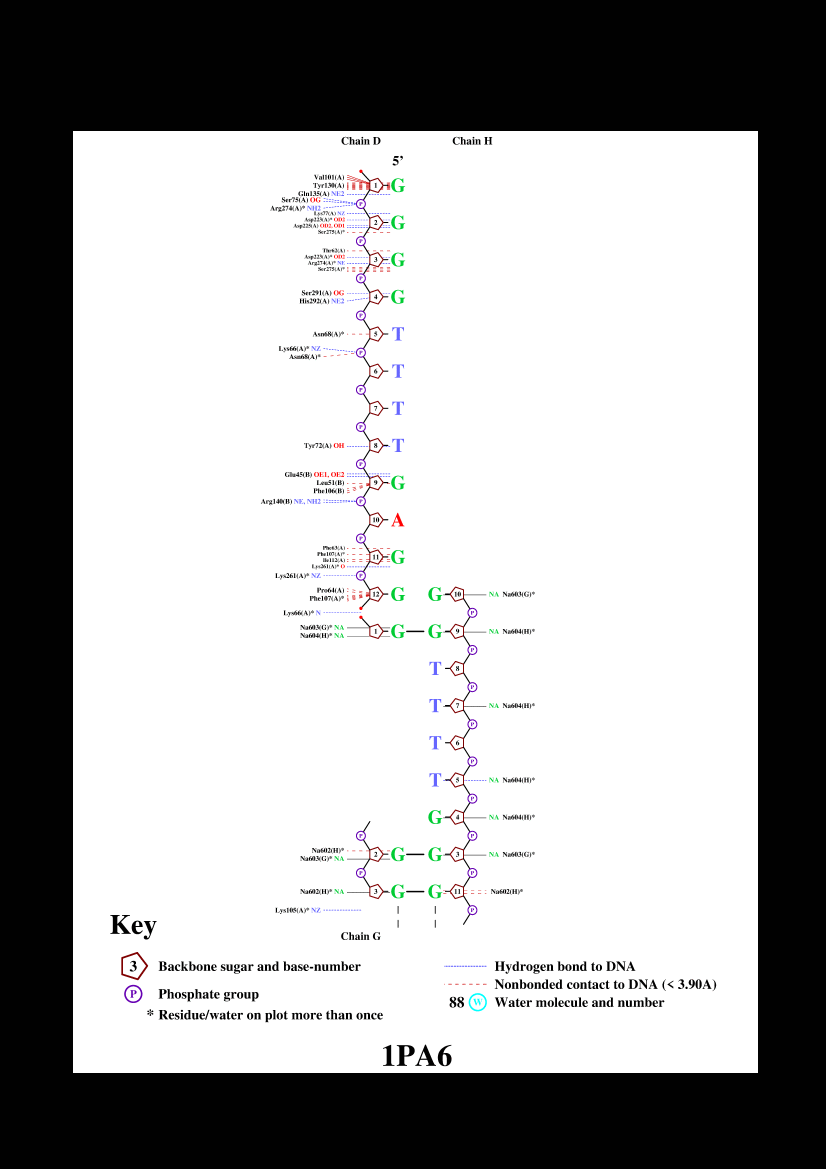 Chain D Chain H
5’
Val101(A)
Tyr130(A)
1 G
Gln135(A) NE2
Ser75(A) OG
P
Arg274(A)* NH2
Lys77(A) NZ
Asp225(A)* OD2
2 G
Asp225(A) OD2, OD1
Ser275(A)*
P
Thr62(A)
Asp225(A)* OD2
3 G
Arg274(A)* NE
Ser275(A)*
P
Ser291(A) OG
4 G
His292(A) NE2
P
Asn68(A)* 5 T
Lys66(A)* NZ
P
Asn68(A)*
6 T
P
7 T
P
Tyr72(A) OH 8 T
P
Glu45(B) OE1, OE2
Leu51(B) 9 G
Phe106(B)
Arg140(B) NE, NH2 P
10 A
P
Phe63(A)
Phe107(A)*
11 G
Ile112(A)
Lys261(A)* O
Lys261(A)* NZ P
Pro64(A)
12 G G 10 NA Na603(G)*
Phe107(A)*
Lys66(A)* N P
Na603(G)* NA
1 G G 9 NA Na604(H)*
Na604(H)* NA
P
T 8
P
T 7 NA Na604(H)*
P
T 6
P
T 5 NA Na604(H)*
P
G 4 NA Na604(H)*
P P
Na602(H)*
2 G G 3 NA Na603(G)*
Na603(G)* NA
P P
Na602(H)* NA 3 G G 11 Na602(H)*
Lys105(A)* NZ P
Chain G
Key
3 Backbone sugar and base-number
P Phosphate group
* Residue/water on plot more than once
Hydrogen bond to DNA
Nonbonded contact to DNA (< 3.90A)
88 W Water molecule and number
1PA6